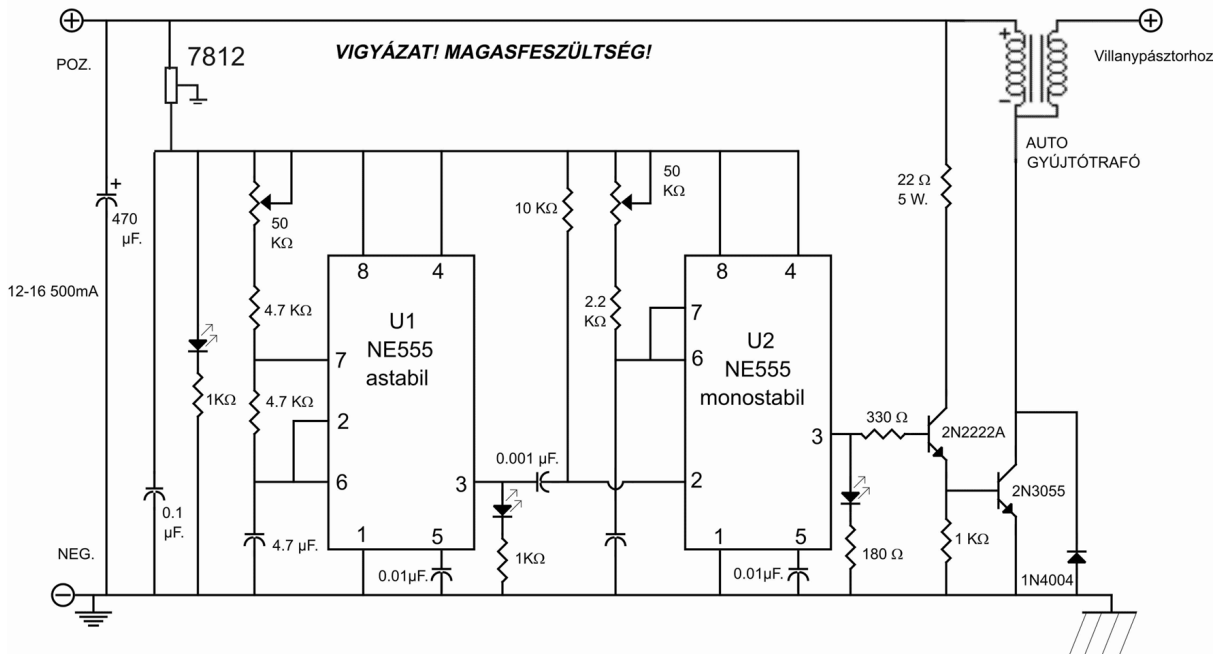 VIGYÁZAT! MAGASFESZÜLTSÉG!
POZ.
7812
+
Villanypásztorhoz
−
AUTO
GYÚJTÓTRAFÓ
+
470
µF.
50
KΩ
10 KΩ
50
KΩ
22 Ω
5 W.
12-16 500mA
8
4
4.7 KΩ
U1
NE555
astabil
7
2
6
3
1
5
2.2
KΩ
8
4
7
U2
NE555
monostabil
6
3
2
1
5
1KΩ
4.7 KΩ
330 Ω
2N2222A
0.001 µF.
2N3055
0.1
µF.
4.7 µF.
0.01µF.
1KΩ
0.01µF.
180 Ω
1 KΩ
1N4004
NEG.